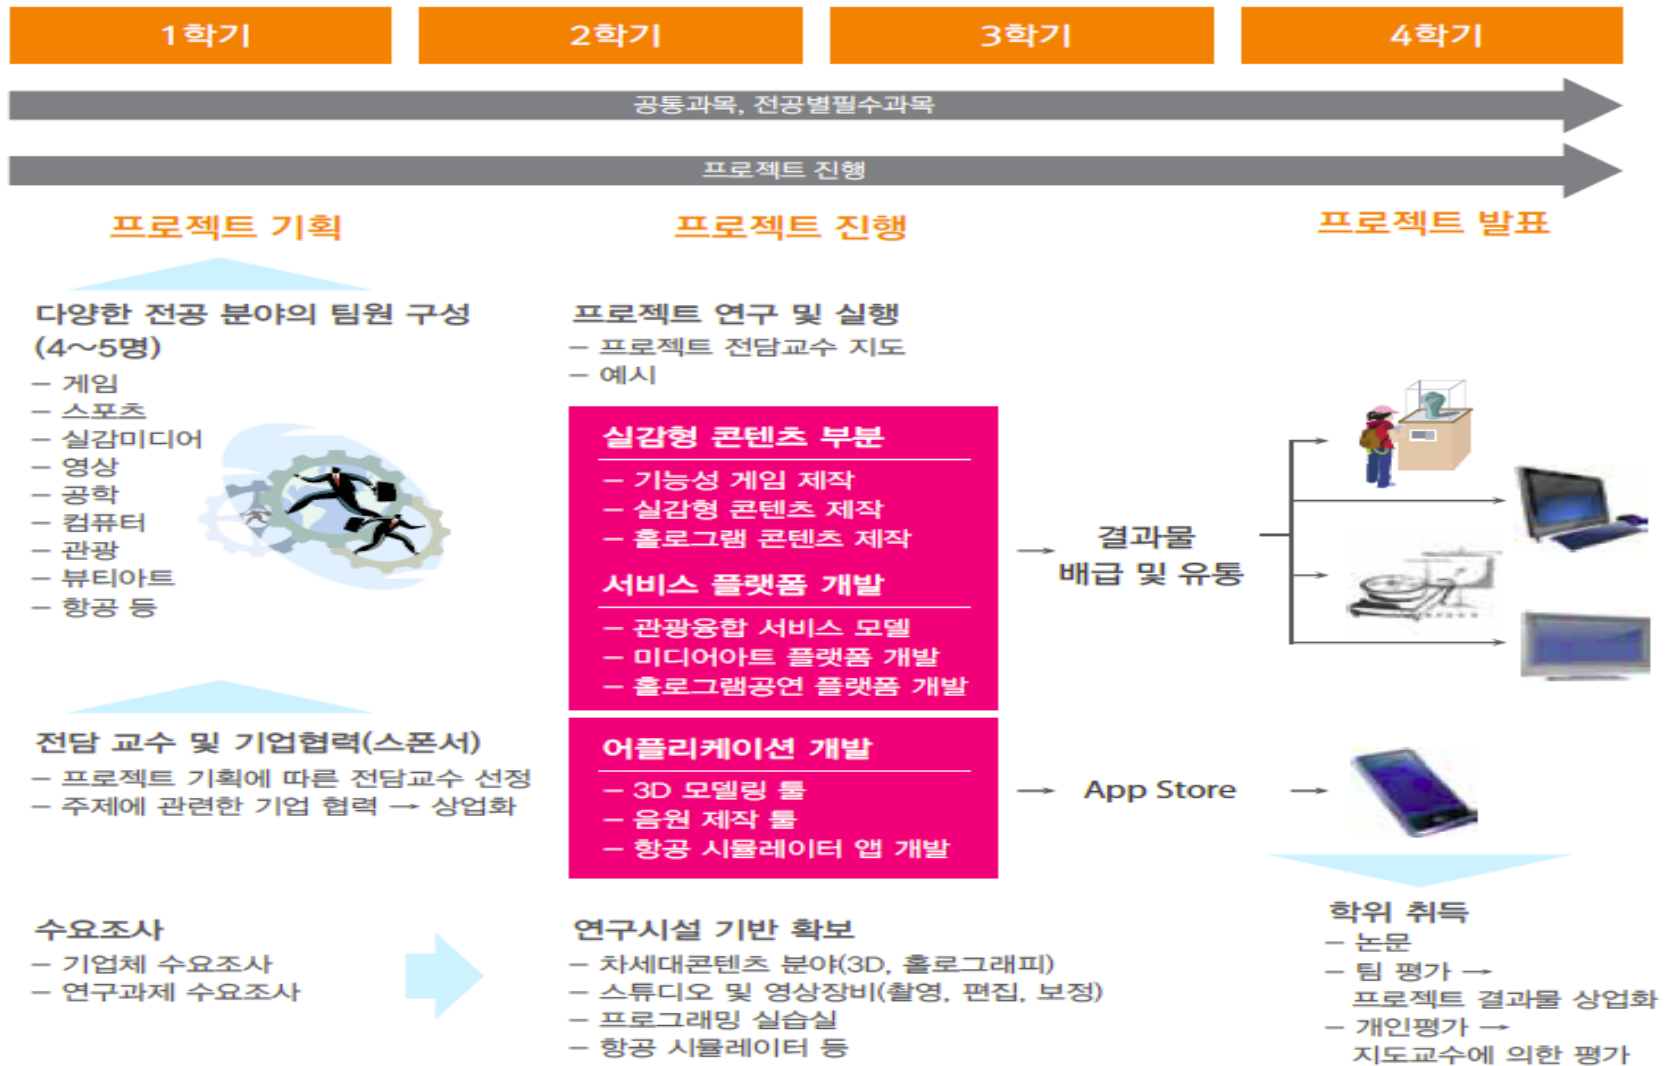 1학기
2학기
3학기
4학기
공통과목, 전공별필수과목
프로젝트 진행
프로젝트 기획
다양한 전공 분야의 팀원 구성
(4~5명)
– 게임
– 스포츠
– 실감미디어
– 영상
– 공학
– 컴퓨터
– 관광
– 뷰티아트
– 항공 등
전담 교수 및 기업협력(스폰서)
– 프로젝트 기획에 따른 전담교수 선정
– 주제에 관련한 기업 협력 → 상업화
수요조사
– 기업체 수요조사
– 연구과제 수요조사
프로젝트 진행
프로젝트 연구 및 실행
– 프로젝트 전담교수 지도
– 예시
실감형 콘텐츠 부분
– 기능성 게임 제작
– 실감형 콘텐츠 제작
– 홀로그램 콘텐츠 제작
서비스 플랫폼 개발
– 관광융합 서비스 모델
– 미디어아트 플랫폼 개발
– 홀로그램공연 플랫폼 개발
어플리케이션 개발
– 3D 모델링 툴
– 음원 제작 툴
– 항공 시뮬레이터 앱 개발
연구시설 기반 확보
– 차세대콘텐츠 분야(3D, 홀로그래피)
– 스튜디오 및 영상장비(촬영, 편집, 보정)
– 프로그래밍 실습실
– 항공 시뮬레이터 등
결과물
배급 및 유통
App Store
프로젝트 발표
학위 취득
– 논문
– 팀 평가 →
프로젝트 결과물 상업화
– 개인평가 →
지도교수에 의한 평가